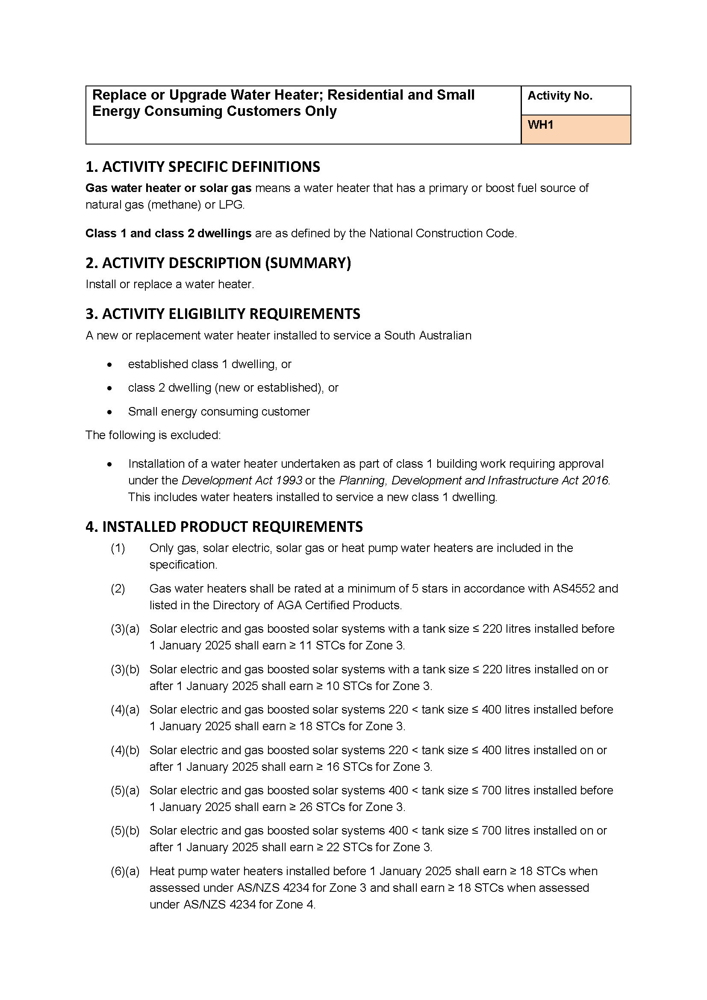 Replace or Upgrade Water Heater; Residential and Small
Energy Consuming Customers Only
Activity No.
WH1
1. ACTIVITY SPECIFIC DEFINITIONS
Gas water heater or solar gas means a water heater that has a primary or boost fuel source of
natural gas (methane) or LPG.
Class 1 and class 2 dwellings are as defined by the National Construction Code.
2. ACTIVITY DESCRIPTION (SUMMARY)
Install or replace a water heater.
3. ACTIVITY ELIGIBILITY REQUIREMENTS
A new or replacement water heater installed to service a South Australian
• established class 1 dwelling, or
• class 2 dwelling (new or established), or
• Small energy consuming customer
The following is excluded:
• Installation of a water heater undertaken as part of class 1 building work requiring approval
under the Development Act 1993 or the Planning, Development and Infrastructure Act 2016.
This includes water heaters installed to service a new class 1 dwelling.
4. INSTALLED PRODUCT REQUIREMENTS
(1) Only gas, solar electric, solar gas or heat pump water heaters are included in the
specification.
(2) Gas water heaters shall be rated at a minimum of 5 stars in accordance with AS4552 and
listed in the Directory of AGA Certified Products.
(3)(a) Solar electric and gas boosted solar systems with a tank size ≤ 220 litres installed before
1 January 2025 shall earn ≥ 11 STCs for Zone 3.
(3)(b) Solar electric and gas boosted solar systems with a tank size ≤ 220 litres installed on or
after 1 January 2025 shall earn ≥ 10 STCs for Zone 3.
(4)(a) Solar electric and gas boosted solar systems 220 < tank size ≤ 400 litres installed before
1 January 2025 shall earn ≥ 18 STCs for Zone 3.
(4)(b) Solar electric and gas boosted solar systems 220 < tank size ≤ 400 litres installed on or
after 1 January 2025 shall earn ≥ 16 STCs for Zone 3.
(5)(a) Solar electric and gas boosted solar systems 400 < tank size ≤ 700 litres installed before
1 January 2025 shall earn ≥ 26 STCs for Zone 3.
(5)(b) Solar electric and gas boosted solar systems 400 < tank size ≤ 700 litres installed on or
after 1 January 2025 shall earn ≥ 22 STCs for Zone 3.
(6)(a) Heat pump water heaters installed before 1 January 2025 shall earn ≥ 18 STCs when
assessed under AS/NZS 4234 for Zone 3 and shall earn ≥ 18 STCs when assessed
under AS/NZS 4234 for Zone 4.